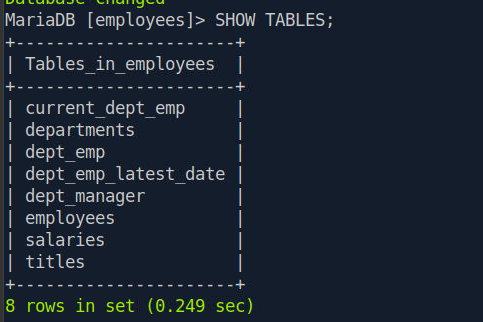 Database changed
MariaDB [employees]> SHOW TABLES;
+----------------------+
| Tables_in_employees  |
+----------------------+
| current_dept_emp     |
| departments          |
| dept_emp             |
| dept_emp_latest_date |
| dept_manager         |
| employees            |
| salaries             |
| titles               |
+----------------------+
8 rows in set (0.249 sec)